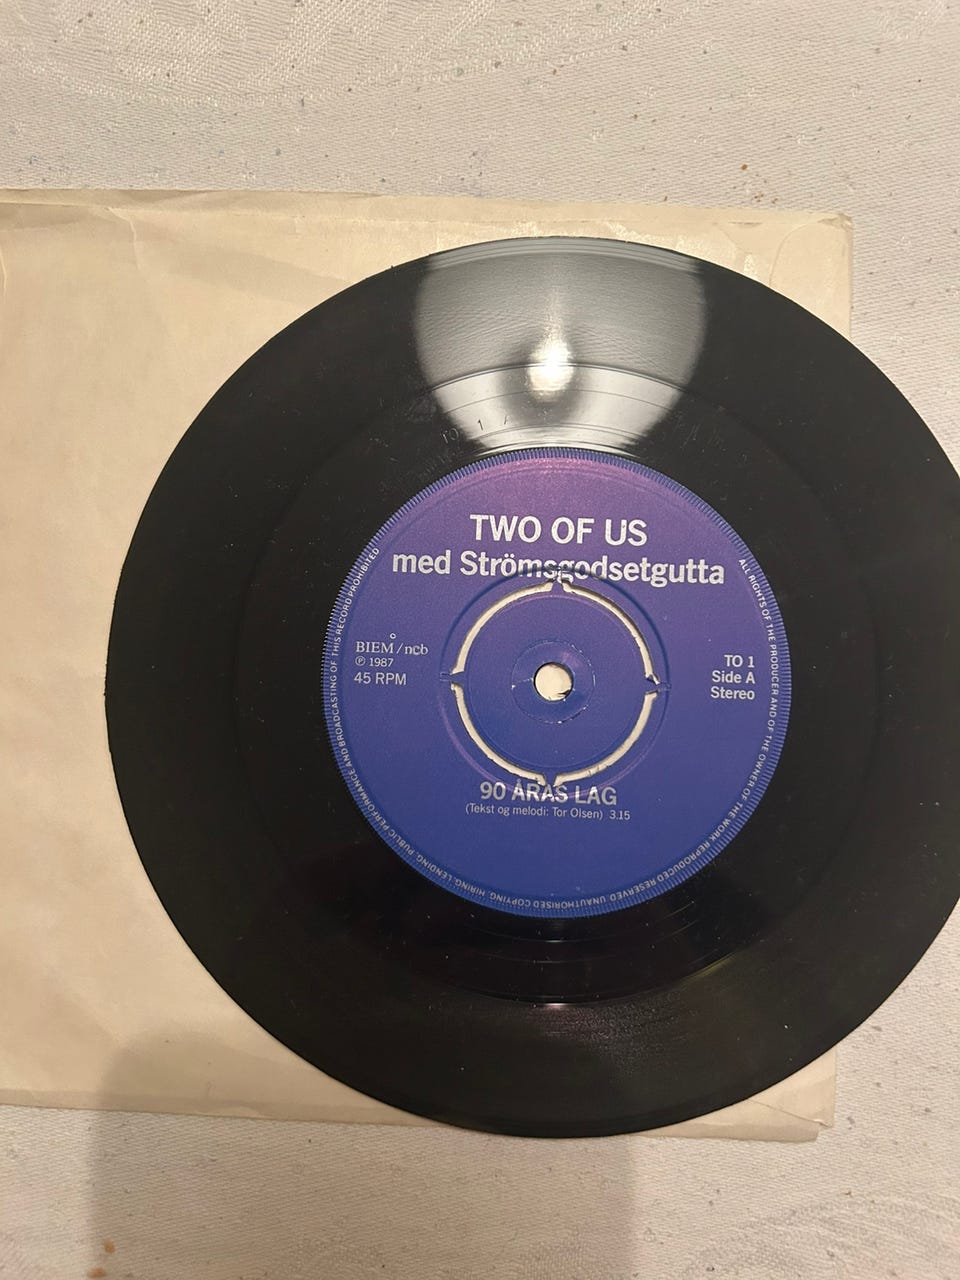 TO 1 A
TWO OF US
med Strömsgodsetgutta
BIEM/ncb
℗ 1987
45 RPM
TO 1
Side A
Stereo
90 ÅRAS LAG
(Tekst og melodi: Tor Olsen) 3.15
ALL RIGHTS OF THE PRODUCER AND OF THE OWNER OF THE WORK REPRODUCED RESERVED. UNAUTHORISED COPYING, HIRING, LENDING, PUBLIC PERFORMANCE AND BROADCASTING OF THIS RECORD PROHIBITED